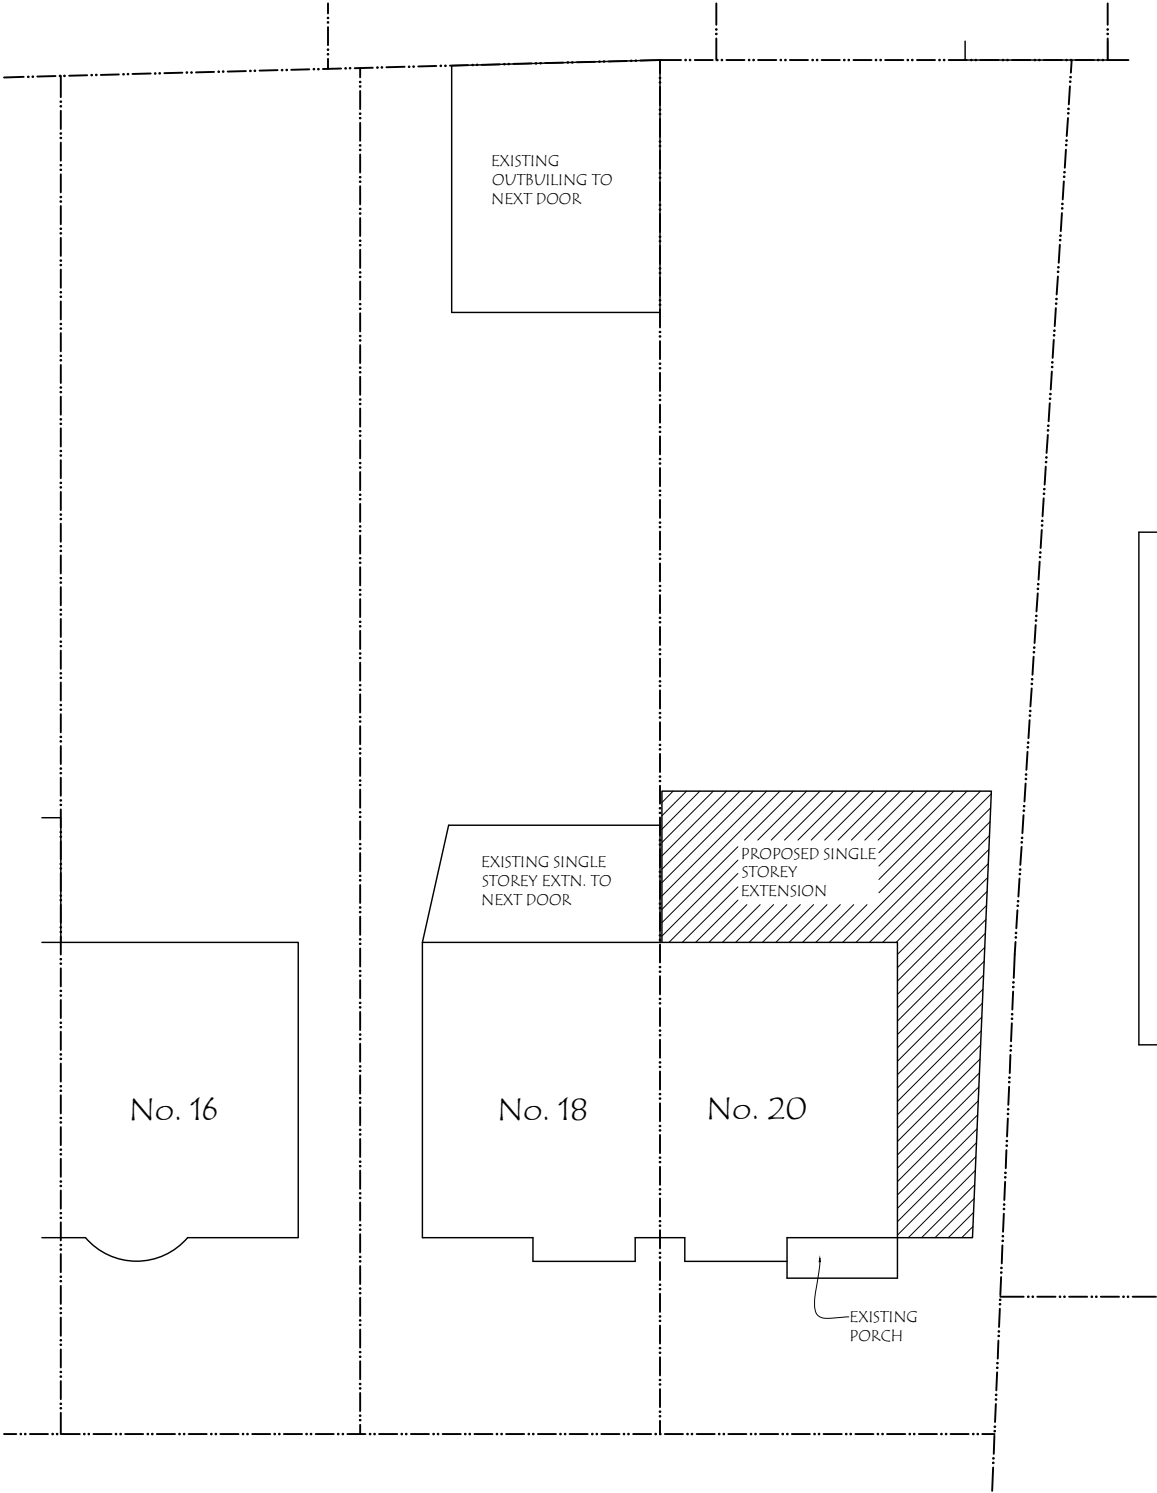 EXISTING
OUTBUILING TO
NEXT DOOR
EXISTING SINGLE
STOREY EXTN. TO
NEXT DOOR
PROPOSED SINGLE
STOREY
EXTENSION
No. 16
No. 18
No. 20
EXISTING
PORCH